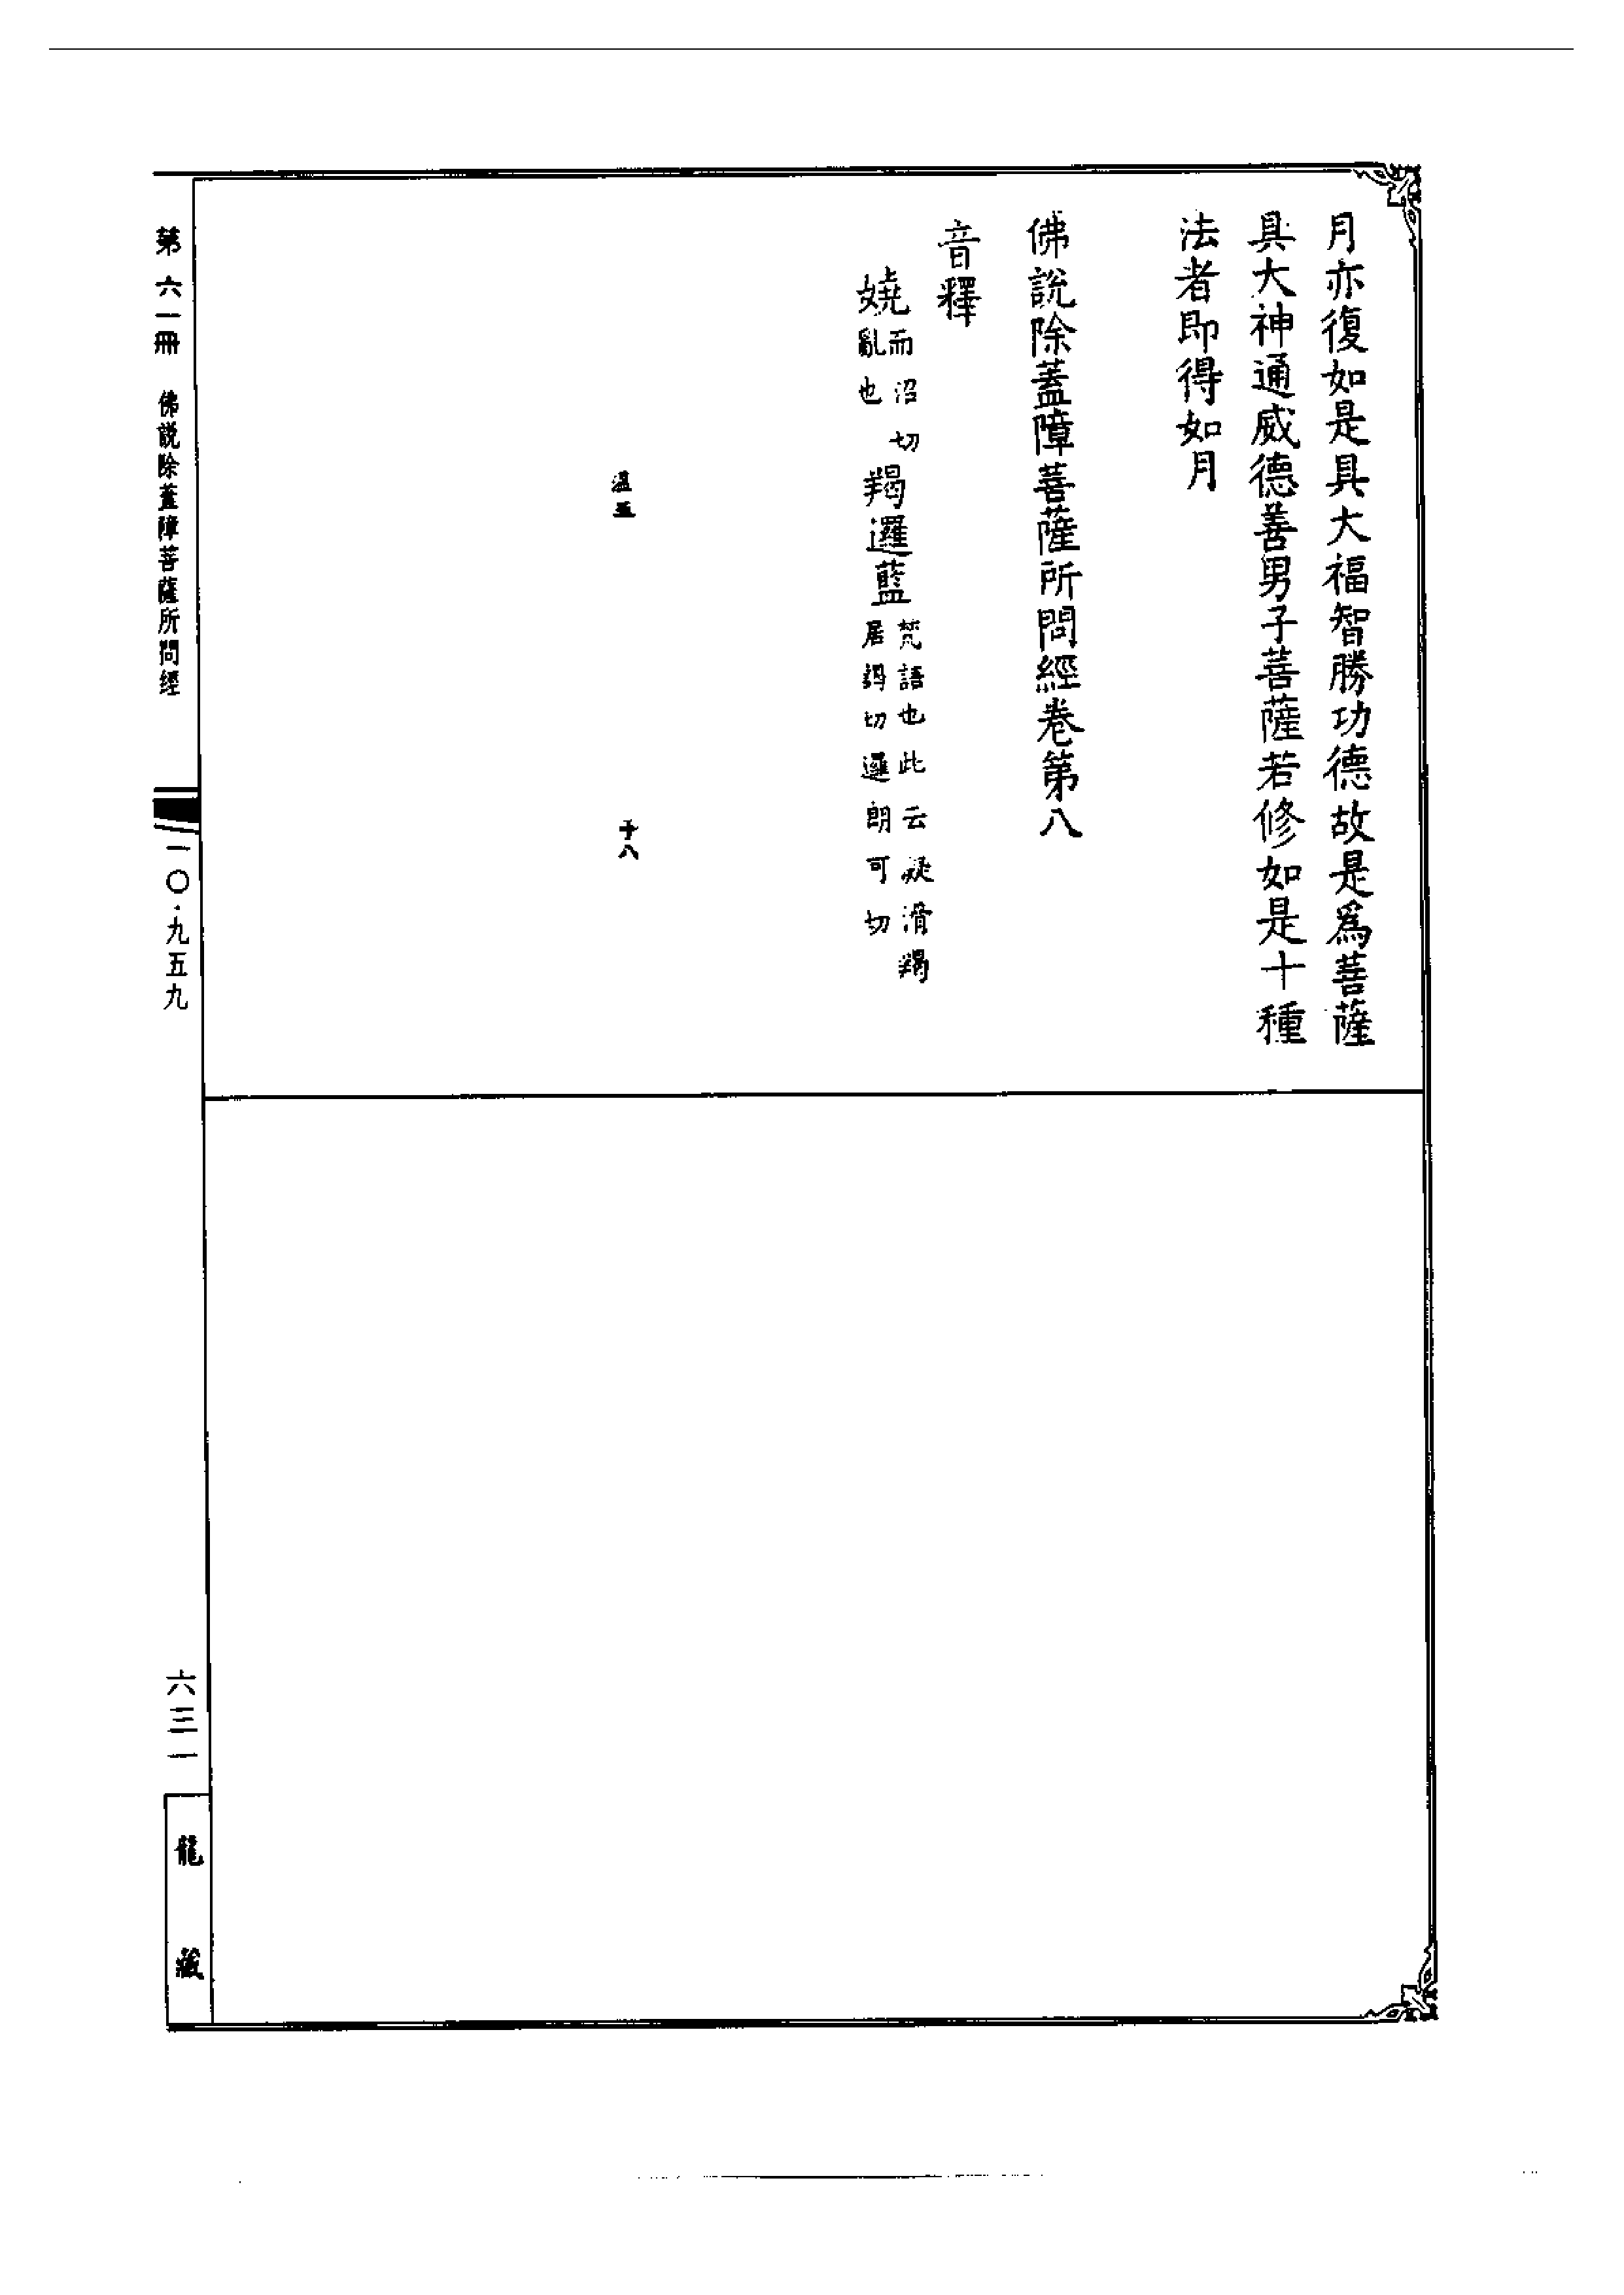 月亦復如是具大福智勝功德故是爲菩薩
具大神通威德善男子菩薩若修如是十種
法者即得如月
佛說除蓋障菩薩所問經卷第八
音釋
嬈
而沼切
亂也
羯邏藍
梵語也此云凝滑羯
居謁切邏朗可切
溫五
十八
第六一冊 佛說除蓋障菩薩所問經
一〇·九五九
六三一
龍藏